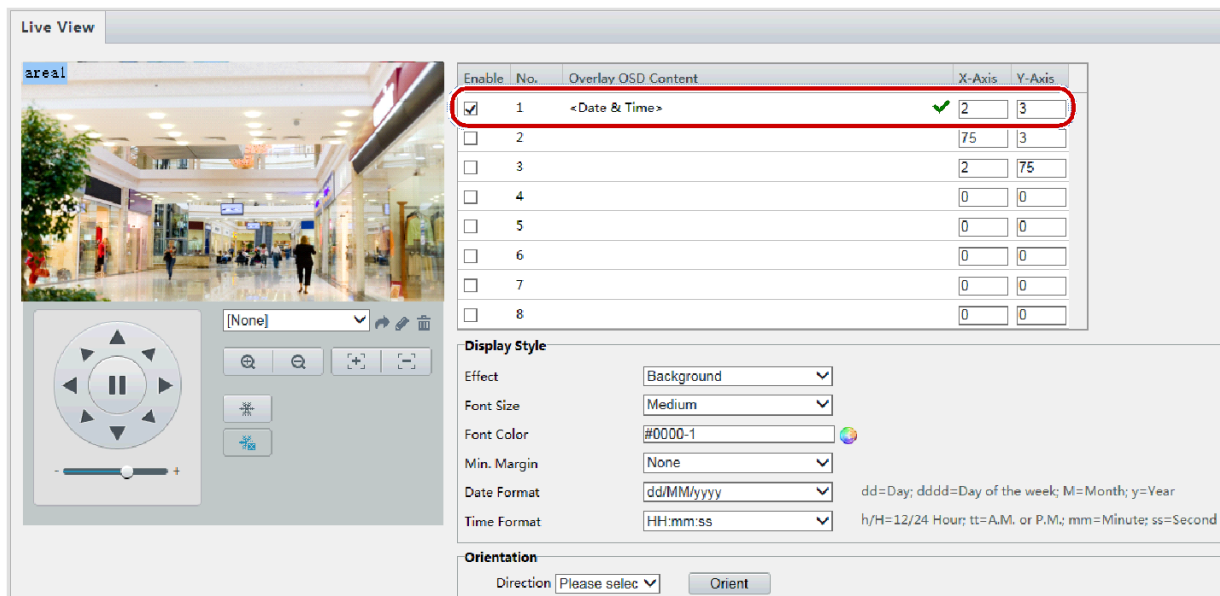 Live View
area1
Enable No. Overlay OSD Content X-Axis Y-Axis
1 <Date & Time> 2 3
2 75 3
3 2 75
4 0 0
5 0 0
6 0 0
7 0 0
8 0 0
[None]
- +
Display Style
Effect Background
Font Size Medium
Font Color #0000-1
Min. Margin None
Date Format dd/MM/yyyy dd=Day; dddd=Day of the week; M=Month; y=Year
Time Format HH:mm:ss h/H=12/24 Hour; tt=A.M. or P.M.; mm=Minute; ss=Second
Orientation
Direction Please selec Orient